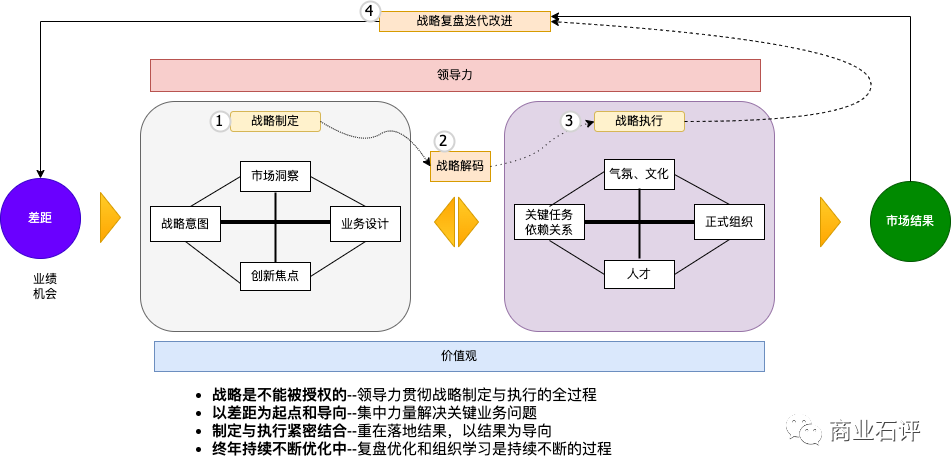 ④ 战略复盘迭代改进
领导力
① 战略制定
② 战略解码
③ 战略执行
差距
业绩
机会
市场洞察
战略意图
业务设计
创新焦点
气氛、文化
关键任务
依赖关系
正式组织
人才
市场结果
价值观
• 战略是不能被授权的--领导力贯彻战略制定与执行的全过程
• 以差距为起点和导向--集中力量解决关键业务问题
• 制定与执行紧密结合--重在落地结果，以结果为导向
• 终年持续不断优化中--复盘优化和组织学习是持续不断的过程
商业石评